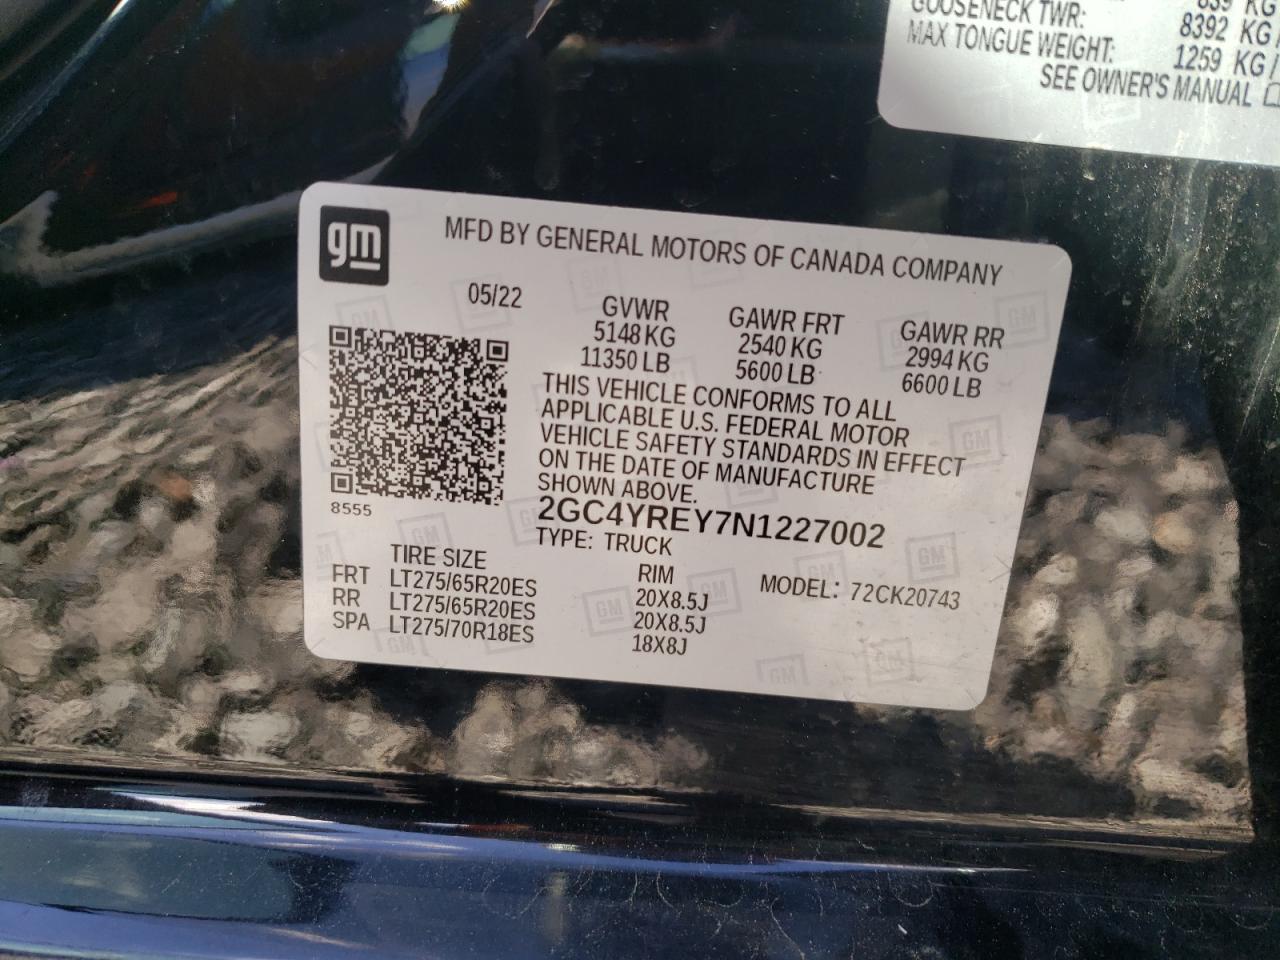 839 KG
GOOSENECK TWR: 8392 KG/
MAX TONGUE WEIGHT: 1259 KG/
SEE OWNER'S MANUAL
gm
MFD BY GENERAL MOTORS OF CANADA COMPANY
05/22
GVWR GAWR FRT GAWR RR
5148 KG 2540 KG 2994 KG
11350 LB 5600 LB 6600 LB
THIS VEHICLE CONFORMS TO ALL
APPLICABLE U.S. FEDERAL MOTOR
VEHICLE SAFETY STANDARDS IN EFFECT
ON THE DATE OF MANUFACTURE
SHOWN ABOVE.
8555
2GC4YREY7N1227002
TYPE: TRUCK
TIRE SIZE RIM MODEL: 72CK20743
FRT LT275/65R20ES 20X8.5J
RR LT275/65R20ES 20X8.5J
SPA LT275/70R18ES 18X8J